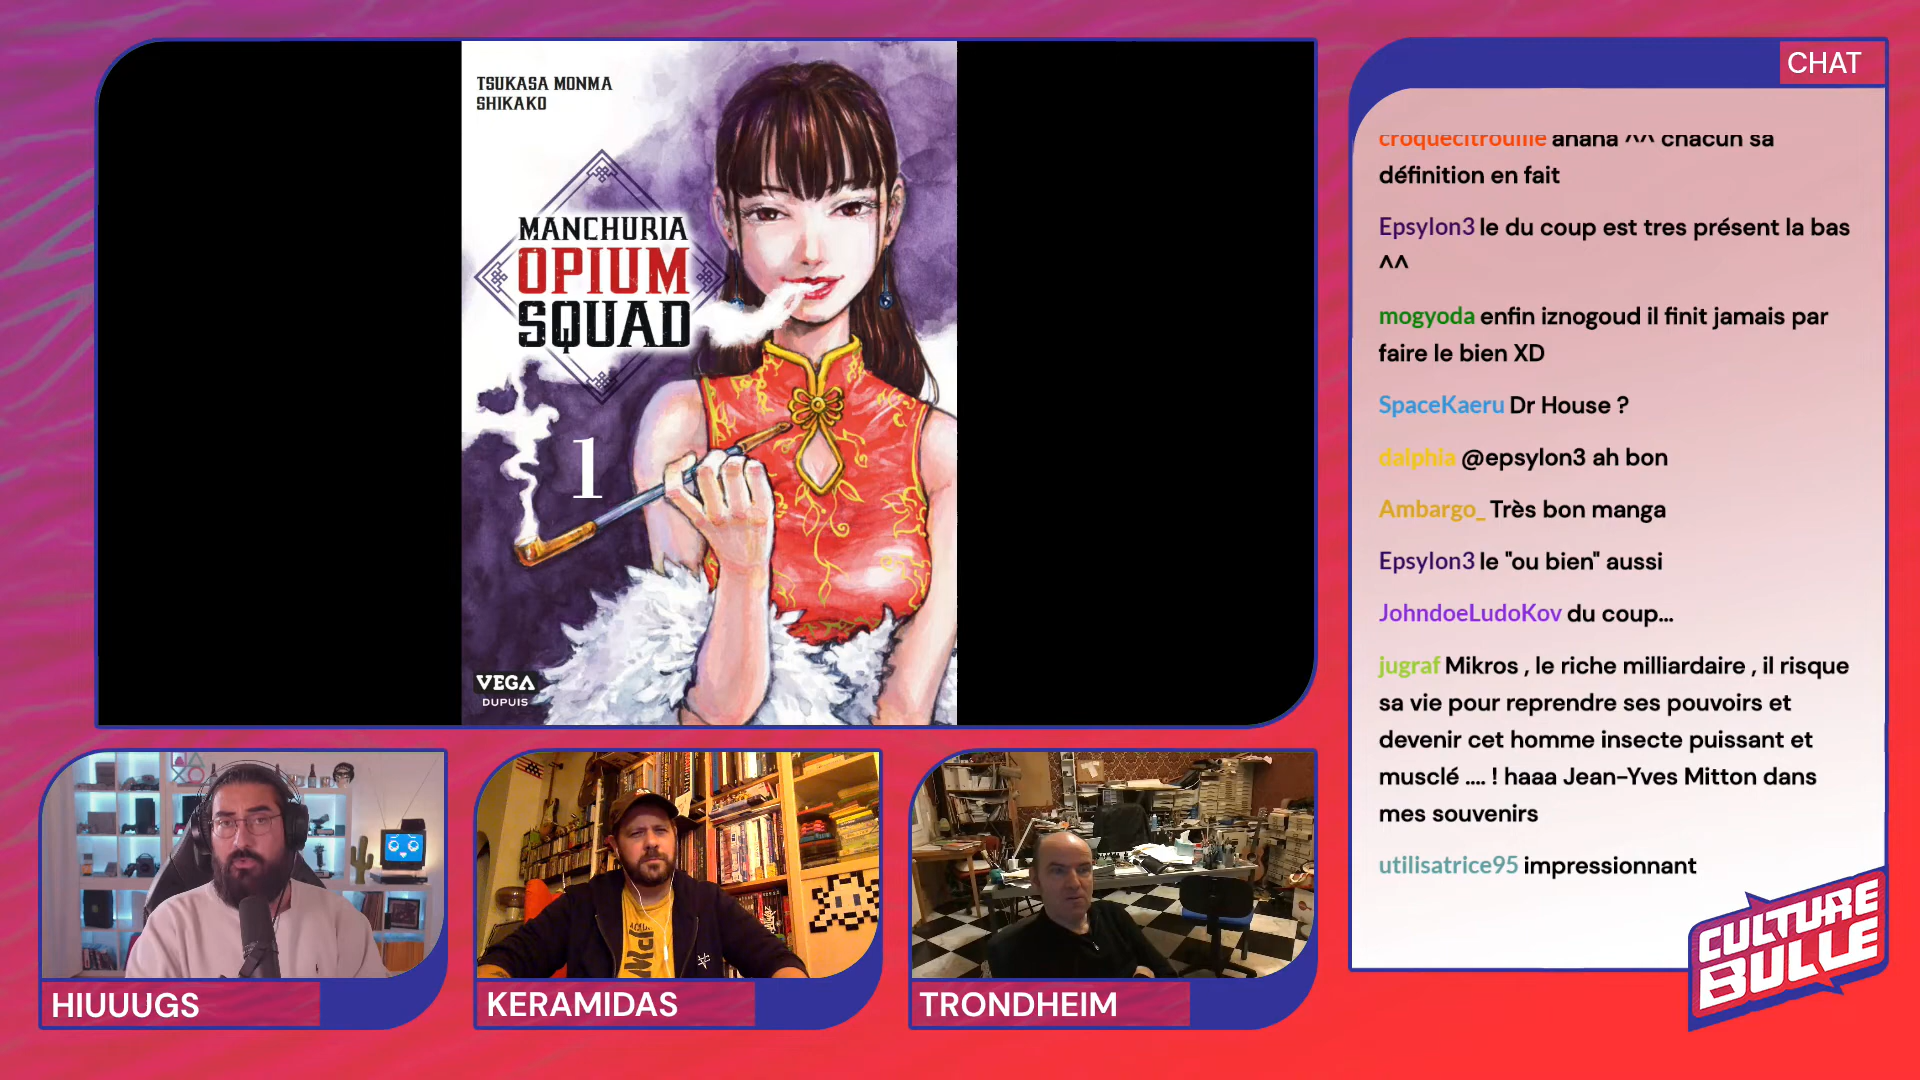 TSUKASA MONMA
SHIKAKO
MANCHURIA
OPIUM
SQUAD
1
VEGA
DUPUIS
HIUUUGS
KERAMIDAS
TRONDHEIM
CHAT
croquecitrouille ahaha ^^ chacun sa
définition en fait
Epsylon3 le du coup est tres présent la bas
^^
mogyoda enfin iznogoud il finit jamais par
faire le bien XD
SpaceKaeru Dr House ?
dalphia @epsylon3 ah bon
Ambargo_ Très bon manga
Epsylon3 le "ou bien" aussi
JohndoeLudoKov du coup...
jugraf Mikros , le riche milliardaire , il risque
sa vie pour reprendre ses pouvoirs et
devenir cet homme insecte puissant et
musclé .... ! haaa Jean-Yves Mitton dans
mes souvenirs
utilisatrice95 impressionnant
CULTURE
BULLE